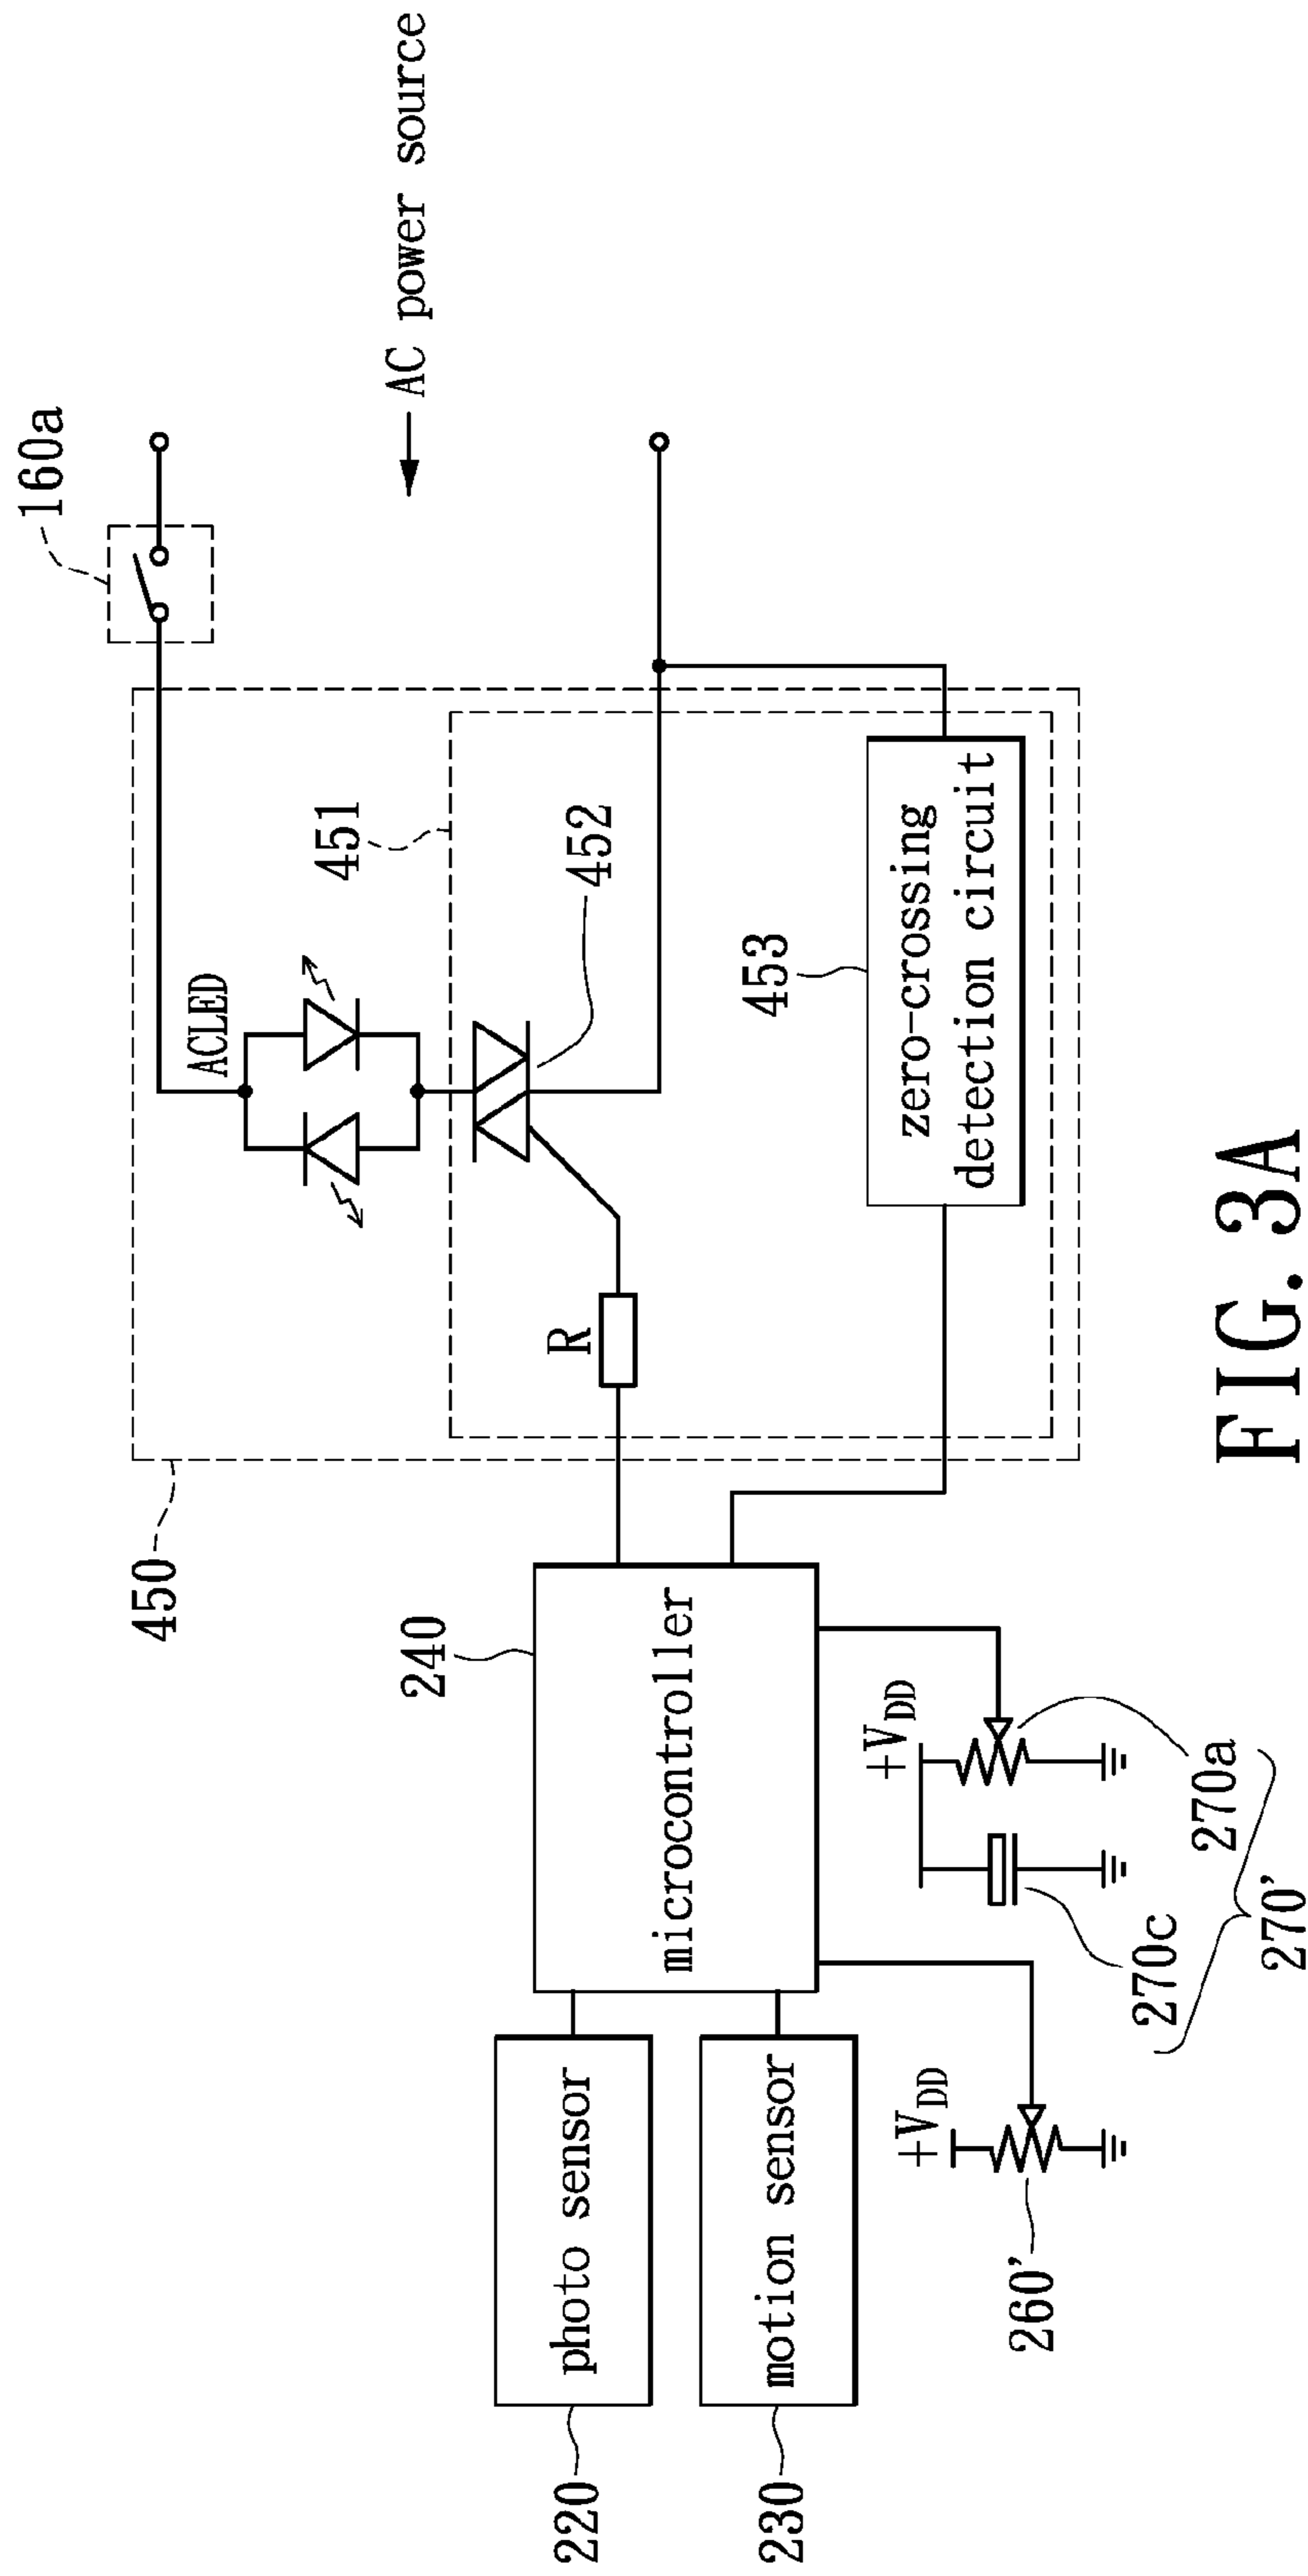 160a
AC power source
450
ACLED
451
452
R
453
zero-crossing
detection circuit
240
microcontroller
220
photo sensor
230
motion sensor
+VDD
260'
+VDD
270c
270a
270'
FIG. 3A